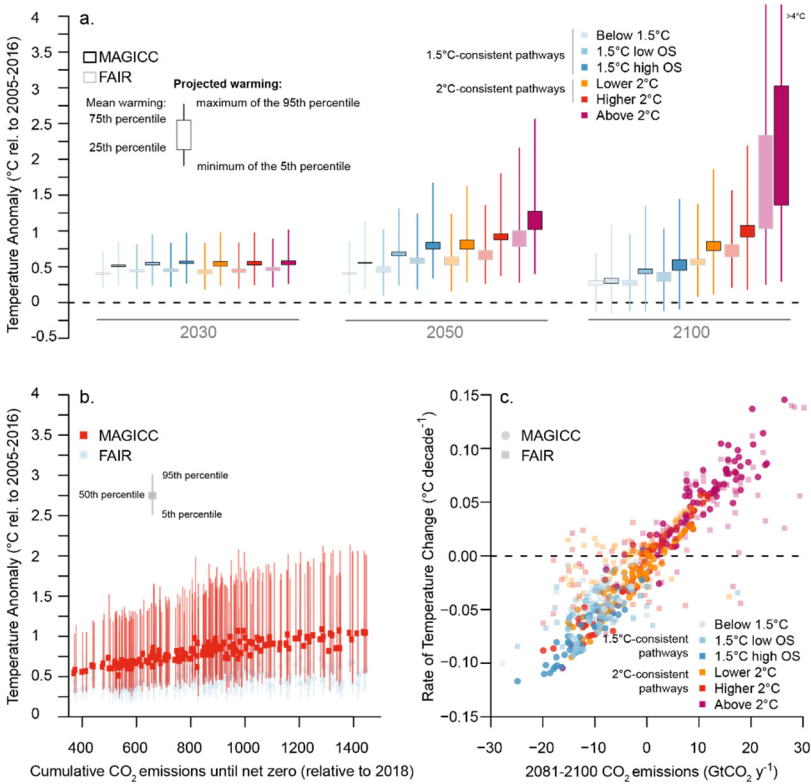 a.
>4°C
Temperature Anomaly (°C rel. to 2005-2016)
4
3.5
3
2.5
2
1.5
1
0.5
0
-0.5
MAGICC
FAIR
Projected warming:
Mean warming:
75th percentile
25th percentile
maximum of the 95th percentile
minimum of the 5th percentile
1.5°C-consistent pathways
2°C-consistent pathways
Below 1.5°C
1.5°C low OS
1.5°C high OS
Lower 2°C
Higher 2°C
Above 2°C
2030
2050
2100
b.
Temperature Anomaly (°C rel. to 2005-2016)
4
3.5
3
2.5
2
1.5
1
0.5
0
MAGICC
FAIR
95th percentile
50th percentile
5th percentile
400
600
800
1000
1200
1400
Cumulative CO2 emissions until net zero (relative to 2018)
c.
Rate of Temperature Change (°C decade-1)
0.15
0.10
0.05
0.00
−0.05
−0.10
−0.15
MAGICC
FAIR
1.5°C-consistent
pathways
2°C-consistent
pathways
Below 1.5°C
1.5°C low OS
1.5°C high OS
Lower 2°C
Higher 2°C
Above 2°C
−30
−20
−10
0
10
20
30
2081-2100 CO2 emissions (GtCO2 y-1)